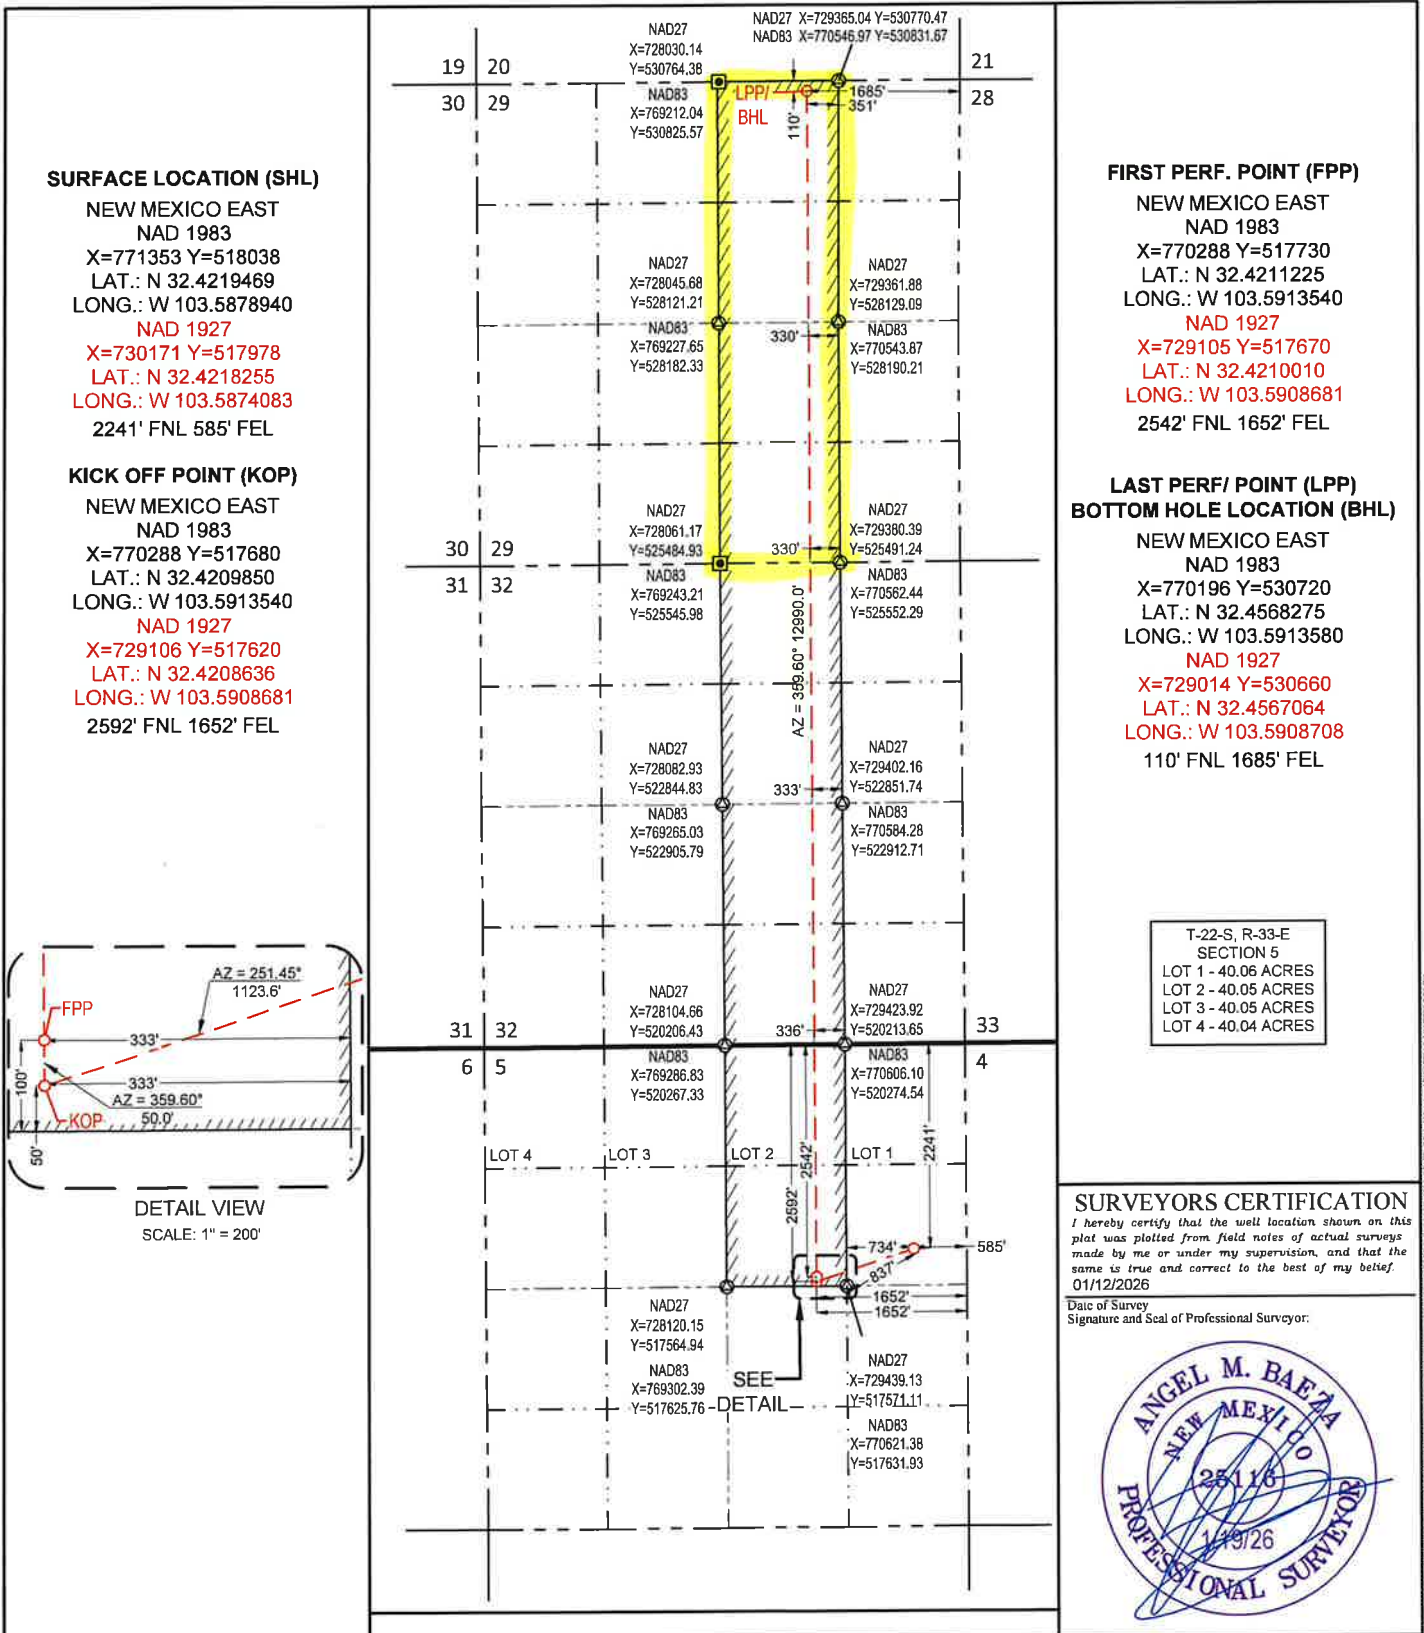 SURFACE LOCATION (SHL)
NEW MEXICO EAST
NAD 1983
X=771353 Y=518038
LAT.: N 32.4219469
LONG.: W 103.5878940
NAD 1927
X=730171 Y=517978
LAT.: N 32.4218255
LONG.: W 103.5874083
2241' FNL 585' FEL
KICK OFF POINT (KOP)
NEW MEXICO EAST
NAD 1983
X=770288 Y=517680
LAT.: N 32.4209850
LONG.: W 103.5913540
NAD 1927
X=729106 Y=517620
LAT.: N 32.4208636
LONG.: W 103.5908681
2592' FNL 1652' FEL
AZ = 251.45°
1123.6'
FPP
333'
333'
100'
AZ = 359.60°
50.0'
KOP
50'
DETAIL VIEW
SCALE: 1" = 200'
NAD27
X=728030.14
Y=530764.38
NAD27 X=729365.04 Y=530770.47
NAD83 X=770546.97 Y=530831.67
19 20
21
30 29
28
NAD83
X=769212.04
Y=530825.57
LPP/
BHL
110'
1685'
351'
NAD27
X=728045.68
Y=528121.21
NAD83
X=769227.65
Y=528182.33
NAD27
X=729361.88
Y=528129.09
330'
NAD83
X=770543.87
Y=528190.21
NAD27
X=728061.17
Y=525484.93
NAD27
X=729380.39
Y=525491.24
330'
30 29
31 32
NAD83
X=769243.21
Y=525545.98
NAD83
X=770562.44
Y=525552.29
AZ = 359.60° 12990.0'
NAD27
X=728082.93
Y=522844.83
NAD83
X=769265.03
Y=522905.79
NAD27
X=729402.16
Y=522851.74
333'
NAD83
X=770584.28
Y=522912.71
NAD27
X=728104.66
Y=520206.43
NAD27
X=729423.92
Y=520213.65
336'
31 32
33
6 5
4
NAD83
X=769286.83
Y=520267.33
NAD83
X=770606.10
Y=520274.54
LOT 4
LOT 3
LOT 2
LOT 1
2592'
2542'
2241'
734'
585'
837'
1652'
1652'
NAD27
X=728120.15
Y=517564.94
NAD83
X=769302.39
Y=517625.76
SEE
DETAIL
NAD27
X=729439.13
Y=517571.11
NAD83
X=770621.38
Y=517631.93
FIRST PERF. POINT (FPP)
NEW MEXICO EAST
NAD 1983
X=770288 Y=517730
LAT.: N 32.4211225
LONG.: W 103.5913540
NAD 1927
X=729105 Y=517670
LAT.: N 32.4210010
LONG.: W 103.5908681
2542' FNL 1652' FEL
LAST PERF/ POINT (LPP)
BOTTOM HOLE LOCATION (BHL)
NEW MEXICO EAST
NAD 1983
X=770196 Y=530720
LAT.: N 32.4568275
LONG.: W 103.5913580
NAD 1927
X=729014 Y=530660
LAT.: N 32.4567064
LONG.: W 103.5908708
110' FNL 1685' FEL
T-22-S, R-33-E
SECTION 5
LOT 1 - 40.06 ACRES
LOT 2 - 40.05 ACRES
LOT 3 - 40.05 ACRES
LOT 4 - 40.04 ACRES
SURVEYORS CERTIFICATION
I hereby certify that the well location shown on this
plat was plotted from field notes of actual surveys
made by me or under my supervision, and that the
same is true and correct to the best of my belief.
01/12/2026
Date of Survey
Signature and Seal of Professional Surveyor:
ANGEL M. BAEZA
NEW MEXICO
25116
1/19/26
PROFESSIONAL SURVEYOR